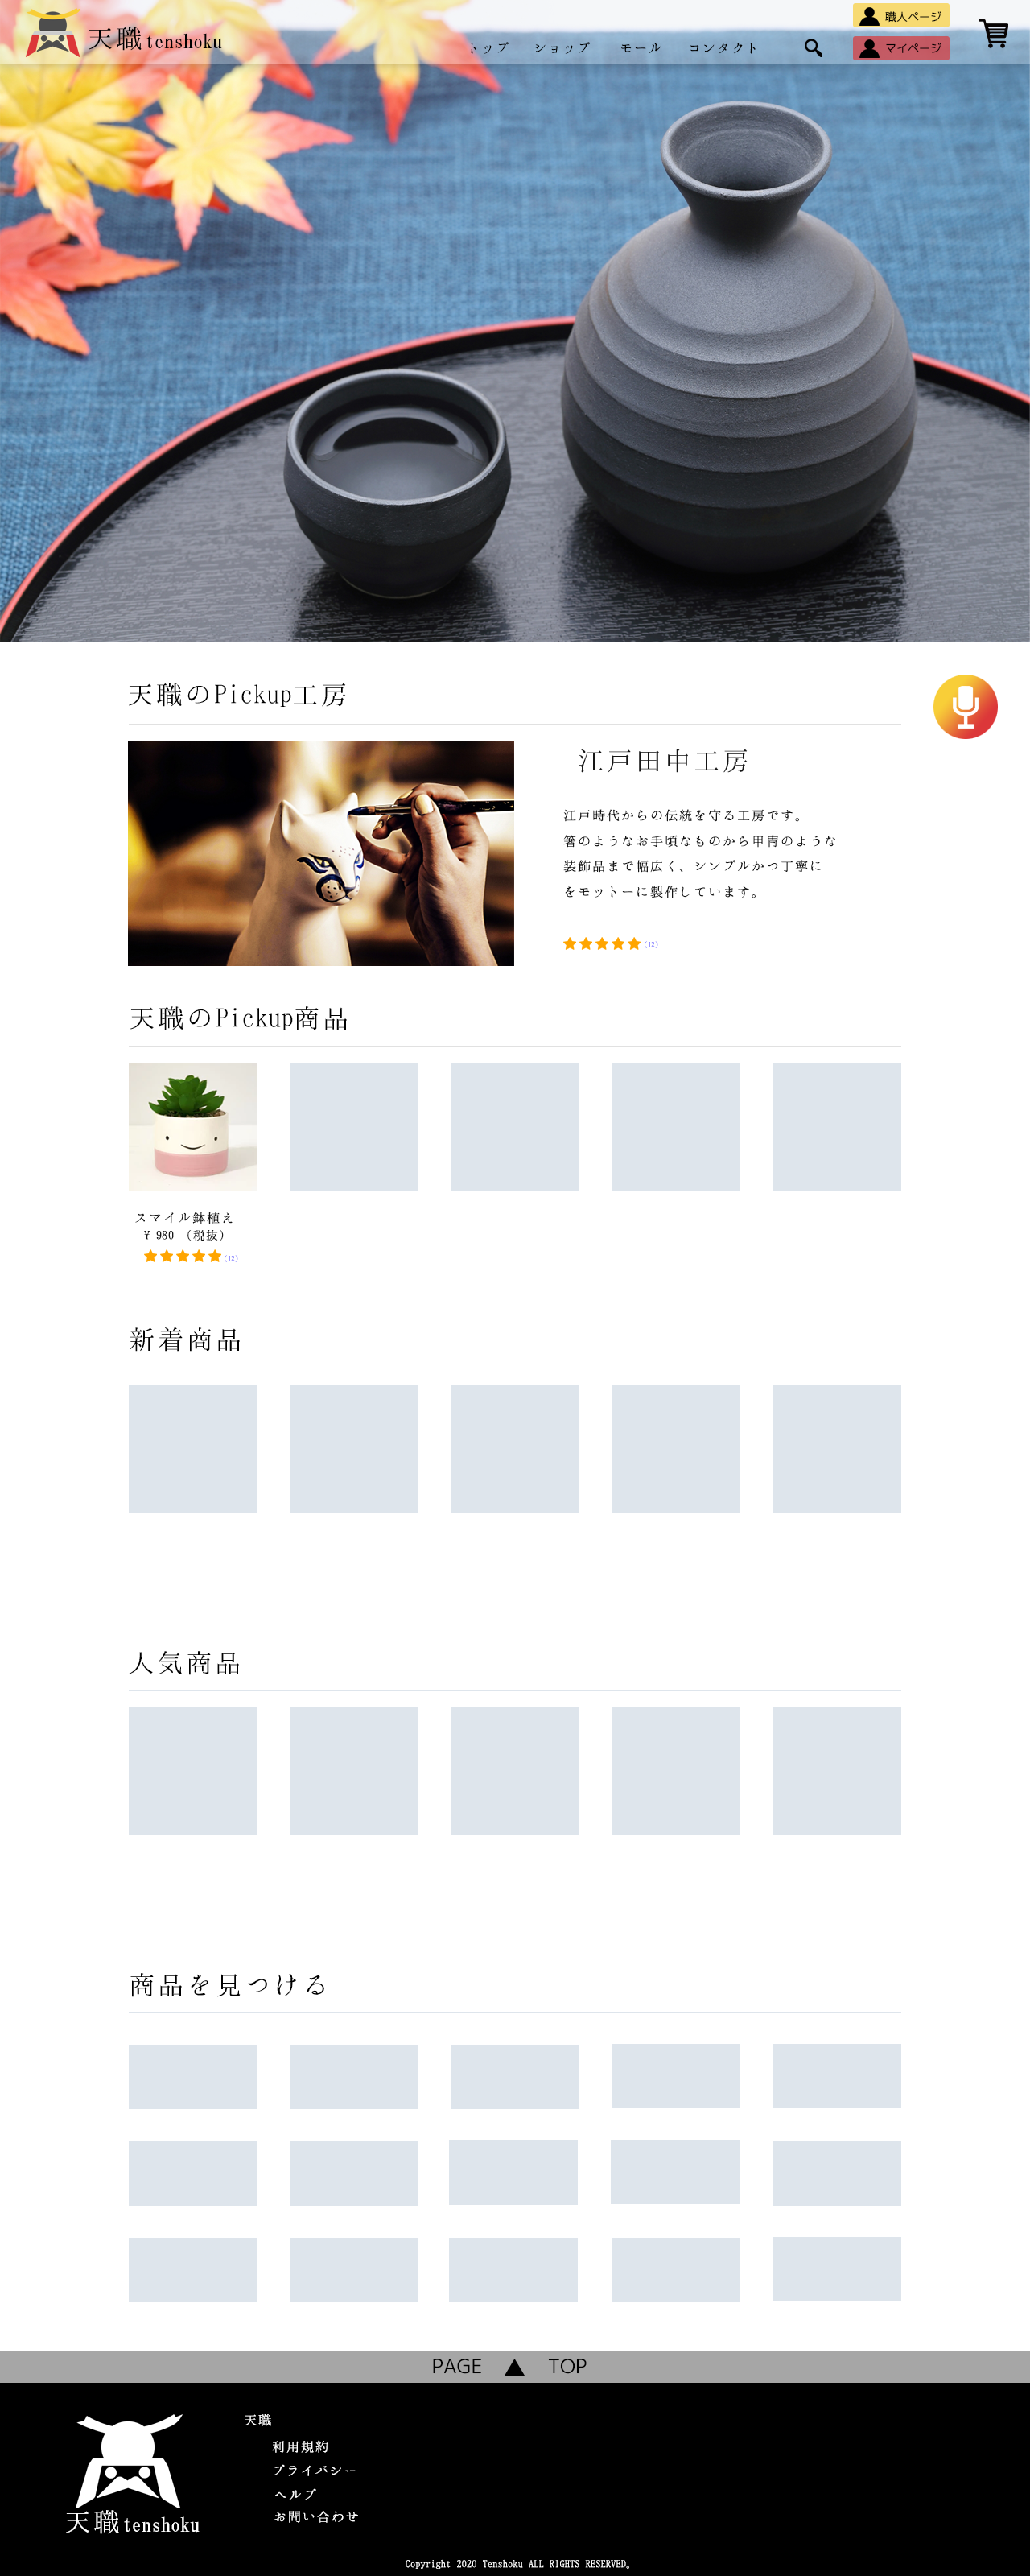 天職 tenshoku
トップ ショップ モール コンタクト
職人ページ
マイページ
天職のPickup工房
江戸田中工房
江戸時代からの伝統を守る工房です。
箸のようなお手頃なものから甲冑のような
装飾品まで幅広く、シンプルかつ丁寧に
をモットーに製作しています。
(12)
天職のPickup商品
スマイル鉢植え
¥ 980 (税抜)
(12)
新着商品
人気商品
商品を見つける
PAGE ▲ TOP
天職
利用規約
プライバシー
ヘルプ
お問い合わせ
天職 tenshoku
Copyright 2020 Tenshoku ALL RIGHTS RESERVED。